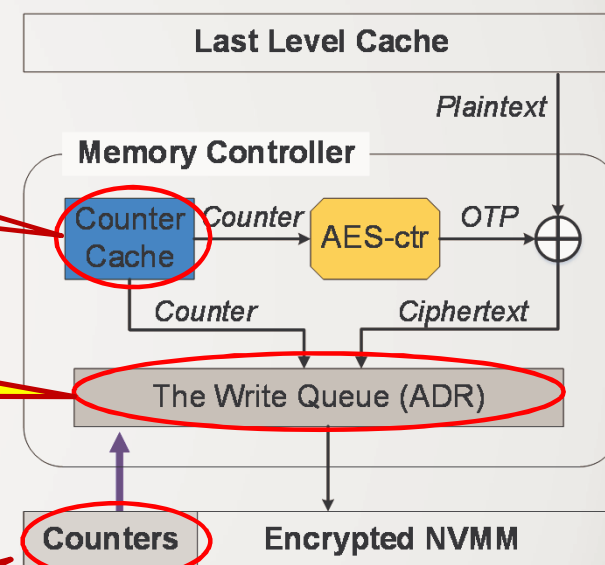 Last Level Cache
Plaintext
Memory Controller
Counter
Cache
Counter
AES-ctr
OTP
Counter
Ciphertext
The Write Queue (ADR)
Counters
Encrypted NVMM